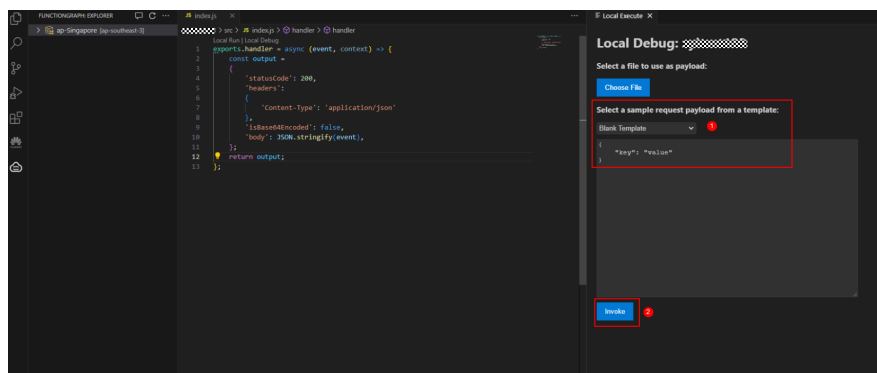 FUNCTIONGRAPH: EXPLORER
ap-Singapore [ap-southeast-3]
JS index.js
> src > JS index.js > handler > handler
Local Run | Local Debug
1 exports.handler = async (event, context) => {
2 const output =
3 {
4 'statusCode': 200,
5 'headers':
6 {
7 'Content-Type': 'application/json'
8 },
9 'isBase64Encoded': false,
10 'body': JSON.stringify(event),
11 };
12 return output;
13 };
Local Execute
Local Debug:
Select a file to use as payload:
Choose File
Select a sample request payload from a template:
Blank Template
1
{
"key": "value"
}
Invoke
2